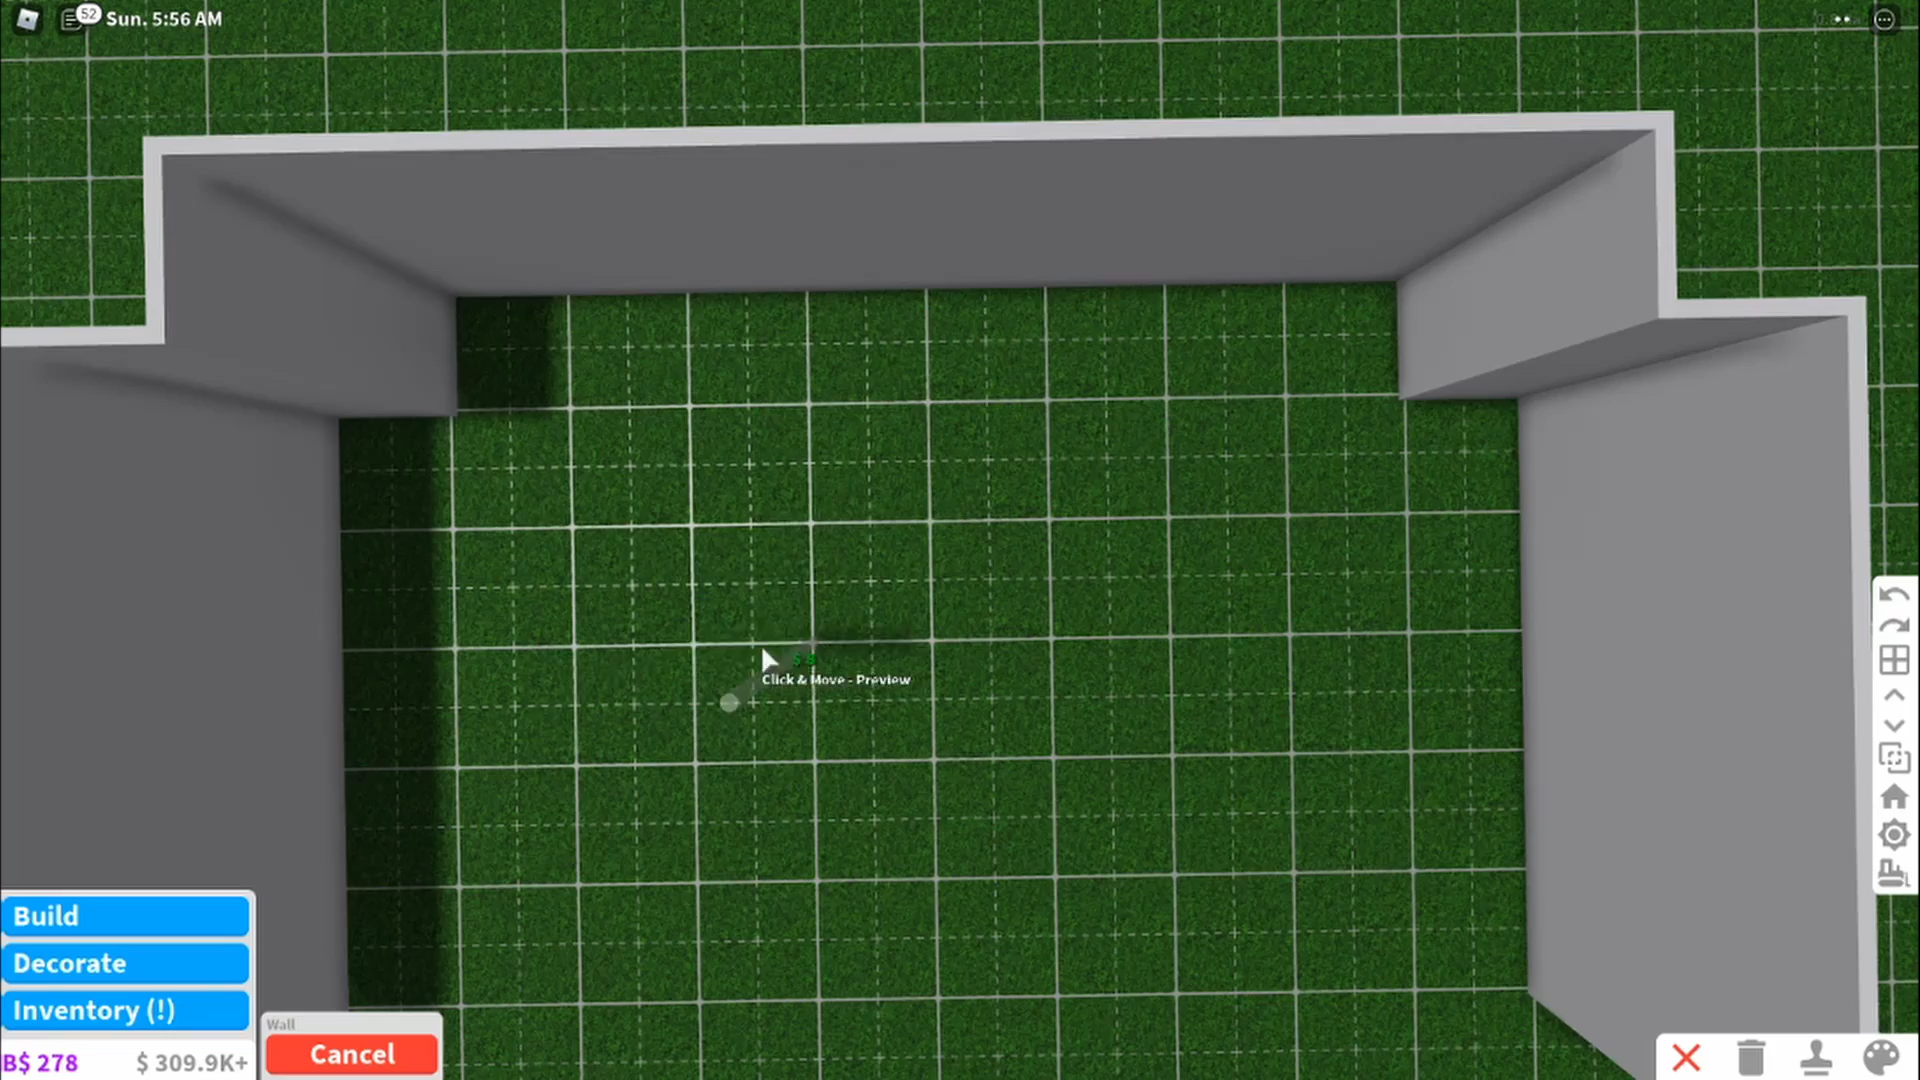 52 Sun. 5:56 AM
Click & Move - Preview
Build
Decorate
Inventory (!)
Wall
Cancel
B$ 278 $ 309.9K+